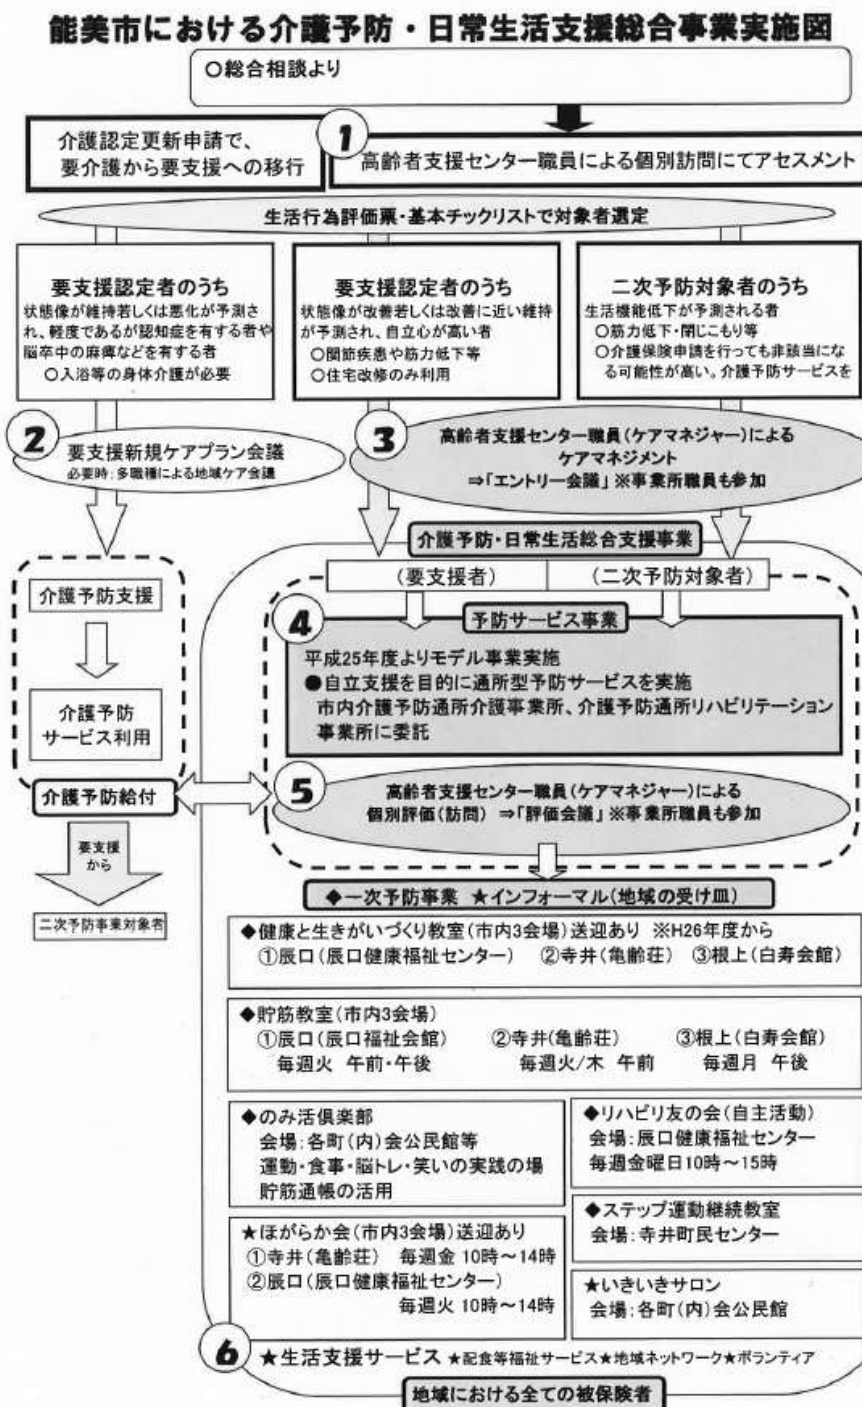 能美市における介護予防・日常生活支援総合事業実施図
○総合相談より
介護認定更新申請で、
要介護から要支援への移行
1
高齢者支援センター職員による個別訪問にてアセスメント
生活行為評価票・基本チックリストで対象者選定
要支援認定者のうち
状態像が維持若しくは悪化が予測さ
れ、軽度であるが認知症を有する者や
脳卒中の麻痺などを有する者
○入浴等の身体介護が必要
要支援認定者のうち
状態像が改善若しくは改善に近い維持
が予測され、自立心が高い者
○関節疾患や筋力低下等
○住宅改修のみ利用
二次予防対象者のうち
生活機能低下が予測される者
○筋力低下・閉じこもり等
○介護保険申請を行っても非該当にな
る可能性が高い。介護予防サービスを
2
要支援新規ケアプラン会議
必要時:多職種による地域ケア会議
3
高齢者支援センター職員(ケアマネジャー)による
ケアマネジメント
⇒「エントリー会議」※事業所職員も参加
介護予防・日常生活総合支援事業
(要支援者)
(二次予防対象者)
介護予防支援
介護予防
サービス利用
介護予防給付
要支援
から
二次予防事業対象者
4
予防サービス事業
平成25年度よりモデル事業実施
●自立支援を目的に通所型予防サービスを実施
市内介護予防通所介護事業所、介護予防通所リハビリテーション
事業所に委託
5
高齢者支援センター職員(ケアマネジャー)による
個別評価(訪問) ⇒「評価会議」※事業所職員も参加
◆一次予防事業 ★インフォーマル(地域の受け皿)
◆健康と生きがいづくり教室(市内3会場)送迎あり ※H26年度から
①辰口(辰口健康福祉センター) ②寺井(亀齢荘) ③根上(白寿会館)
◆貯筋教室(市内3会場)
①辰口(辰口福祉会館) ②寺井(亀齢荘) ③根上(白寿会館)
毎週火 午前・午後 毎週火/木 午前 毎週月 午後
◆のみ活倶楽部
会場:各町(内)会公民館等
運動・食事・脳トレ・笑いの実践の場
貯筋通帳の活用
◆リハビリ友の会(自主活動)
会場:辰口健康福祉センター
毎週金曜日10時~15時
◆ステップ運動継続教室
会場:寺井町民センター
★ほがらか会(市内3会場)送迎あり
①寺井(亀齢荘) 毎週金 10時~14時
②辰口(辰口健康福祉センター)
毎週火 10時~14時
★いきいきサロン
会場:各町(内)会公民館
6
★生活支援サービス ★配食等福祉サービス★地域ネットワーク★ボランティア
地域における全ての被保険者